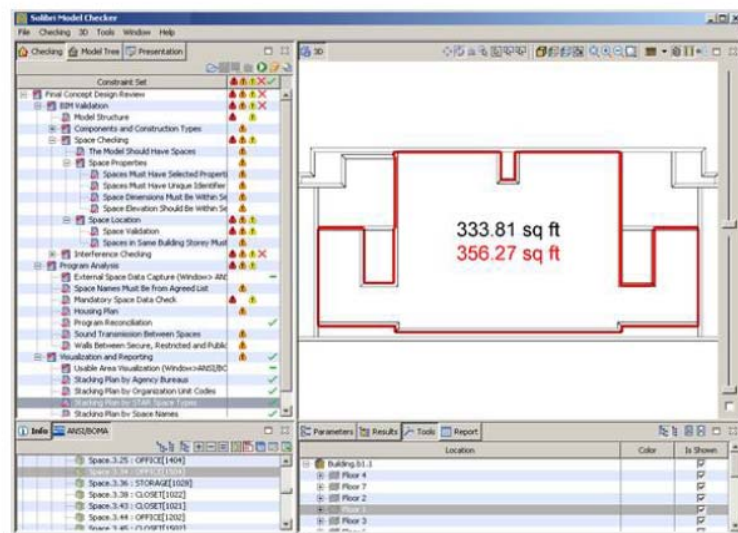 Solibri Model Checker
File Checking 3D Tools Window Help
Checking Model Tree Presentation
3D
Constraint Set
Final Concept Design Review
BIM Validation
Model Structure
Components and Construction Types
Space Checking
The Model Should Have Spaces
Space Properties
Spaces Must Have Selected Properti
Spaces Must Have Unique Identifier
Space Dimensions Must Be Within Se
Space Elevation Should Be Within Se
Space Location
Space Validation
Spaces in Same Building Storey Must
Interference Checking
Program Analysis
External Space Data Capture (Window> ANS
Space Names Must Be from Agreed List
Mandatory Space Data Check
Housing Plan
Program Reconciliation
Sound Transmission Between Spaces
Walls Between Secure, Restricted and Public
Visualization and Reporting
Usable Area Visualization (Window>ANSI/BO
Stacking Plan by Agency Bureaus
Stacking Plan by Organization Unit Codes
Stacking Plan by STAR Space Types
Stacking Plan by Space Names
333.81 sq ft
356.27 sq ft
Info ANSI/BOMA
Space.3.25 : OFFICE[1404]
Space.3.34 : OFFICE[1504]
Space.3.36 : STORAGE[1028]
Space.3.38 : CLOSET[1022]
Space.3.43 : CLOSET[1021]
Space.3.44 : OFFICE[1202]
Space.3.45 : CLOSET[1502]
Parameters Results Tools Report
Location Color Is Shown
Building.b1.1
Floor 4
Floor 7
Floor 2
Floor 3